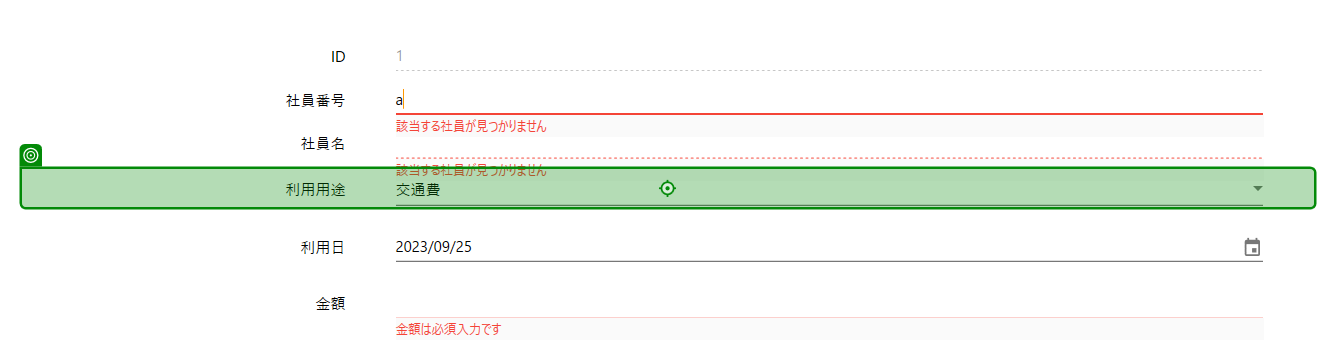 ID 1
社員番号 a
該当する社員が見つかりません
社員名
該当する社員が見つかりません
利用用途 交通費
利用日 2023/09/25
金額
金額は必須入力です